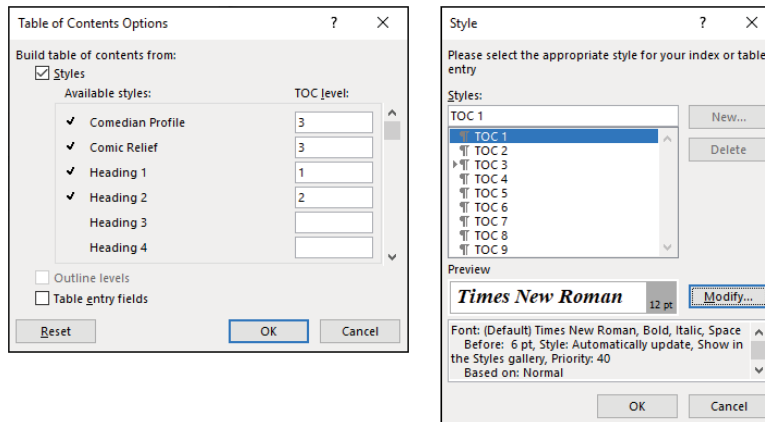 Table of Contents Options ? ×
Build table of contents from:
Styles
Available styles: TOC level:
Comedian Profile 3
Comic Relief 3
Heading 1 1
Heading 2 2
Heading 3
Heading 4
Outline levels
Table entry fields
Reset OK Cancel
Style ? ×
Please select the appropriate style for your index or table
entry
Styles:
TOC 1 New...
¶ TOC 1
¶ TOC 2 Delete
¶ TOC 3
¶ TOC 4
¶ TOC 5
¶ TOC 6
¶ TOC 7
¶ TOC 8
¶ TOC 9
Preview
Times New Roman 12 pt Modify...
Font: (Default) Times New Roman, Bold, Italic, Space
Before: 6 pt, Style: Automatically update, Show in
the Styles gallery, Priority: 40
Based on: Normal
OK Cancel